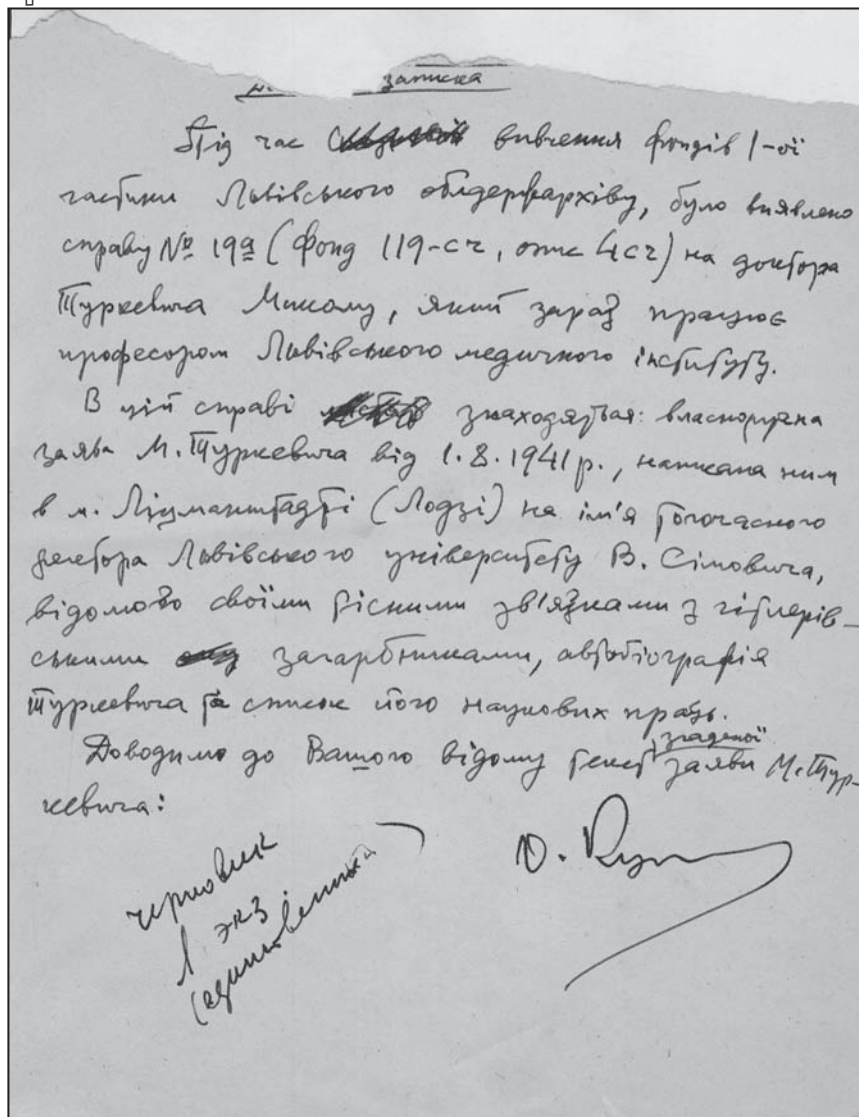 записка
Під час вивчення фондів 1-ої
частини Львівського облдержархіву, було виявлено
справу № 19а (фонд 119-сч, опис 4сч) на доктора
Туркевича Миколу, який зараз працює
професором Львівського медичного інституту.
В цій справі знаходяться: власноручна
заява М. Туркевича від 1.8.1941 р., написана ним
в м. Ліцманштадті (Лодзі) на ім'я тогочасного
ректора Львівського університету В. Сімовича,
відомого своїми тісними зв'язками з гітлерів-
ськими загарбниками, автобіографія
Туркевича та список його наукових праць.
Доводимо до Вашого відому текст згаданої заяви М. Тур-
кевича:
черновик
1 экз
О.